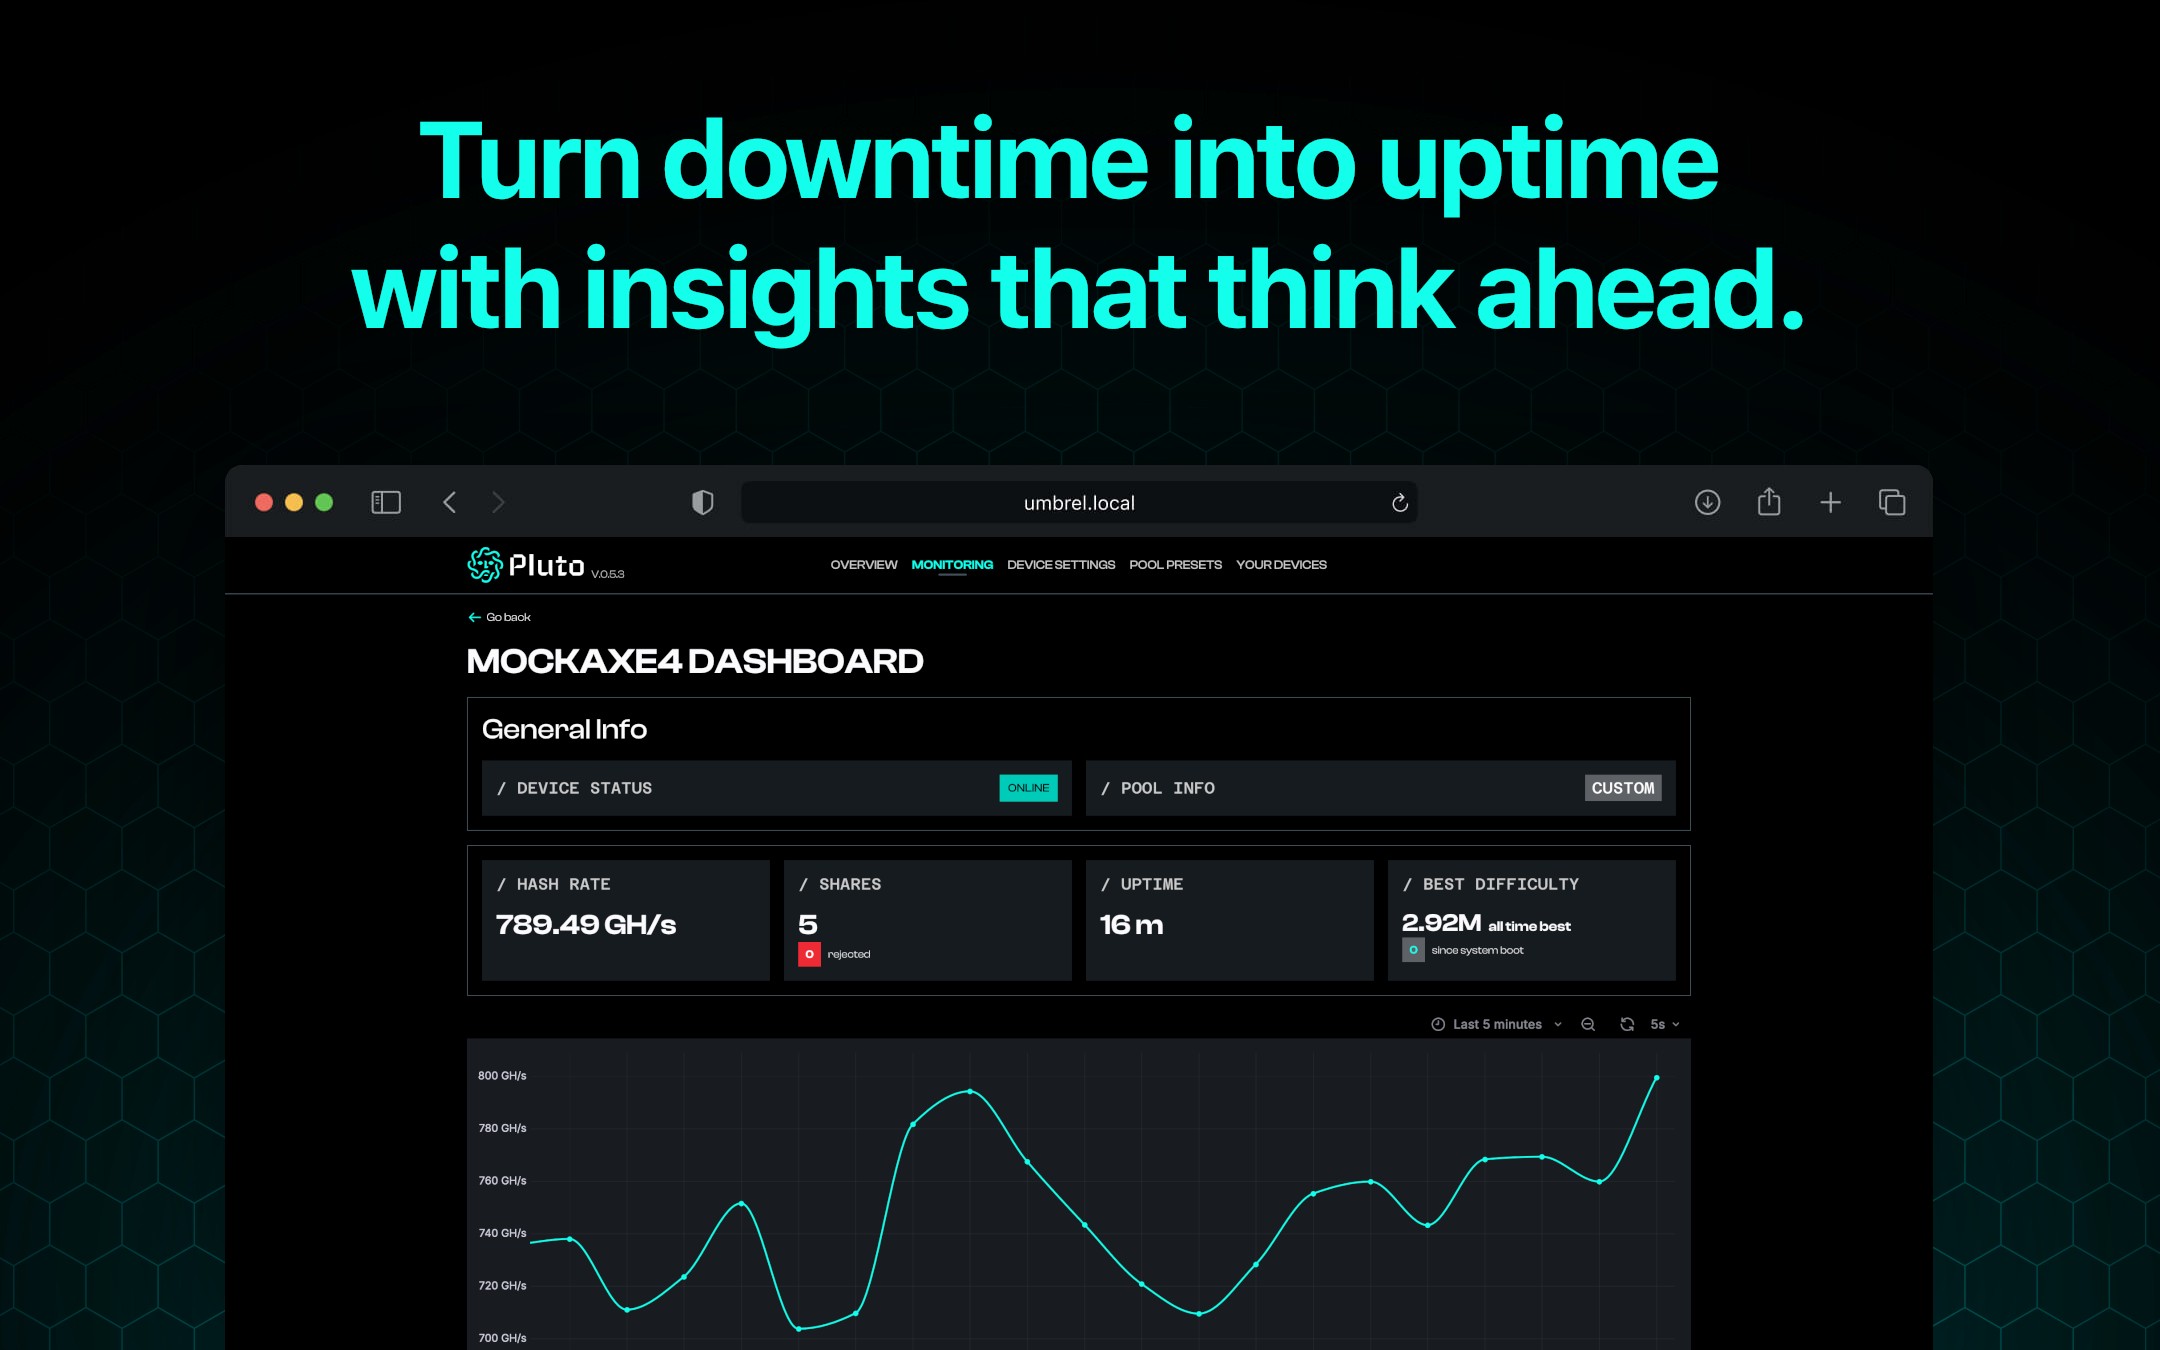 Turn downtime into uptime
with insights that think ahead.
umbrel.local
Pluto V.0.5.3
OVERVIEW MONITORING DEVICE SETTINGS POOL PRESETS YOUR DEVICES
Go back
MOCKAXE4 DASHBOARD
General Info
/ DEVICE STATUS ONLINE
/ POOL INFO CUSTOM
/ HASH RATE
789.49 GH/s
/ SHARES
5
0 rejected
/ UPTIME
16 m
/ BEST DIFFICULTY
2.92M all time best
0 since system boot
Last 5 minutes 5s
800 GH/s
780 GH/s
760 GH/s
740 GH/s
720 GH/s
700 GH/s